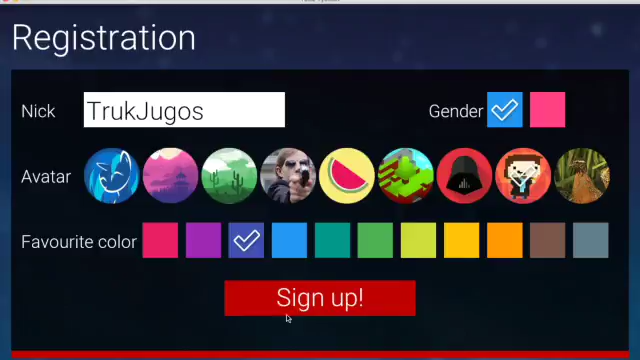 Registration
Nick TrukJugos Gender
Avatar
Favourite color
Sign up!